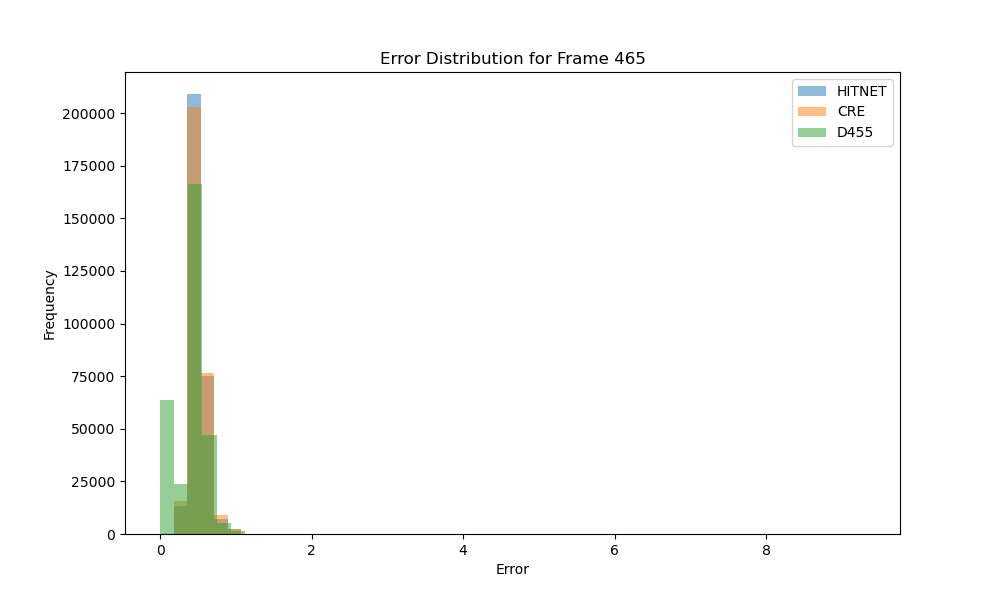 Error Distribution for Frame 465
HITNET
CRE
D455
200000
175000
150000
125000
100000
75000
50000
25000
0
Frequency
0 2 4 6 8
Error